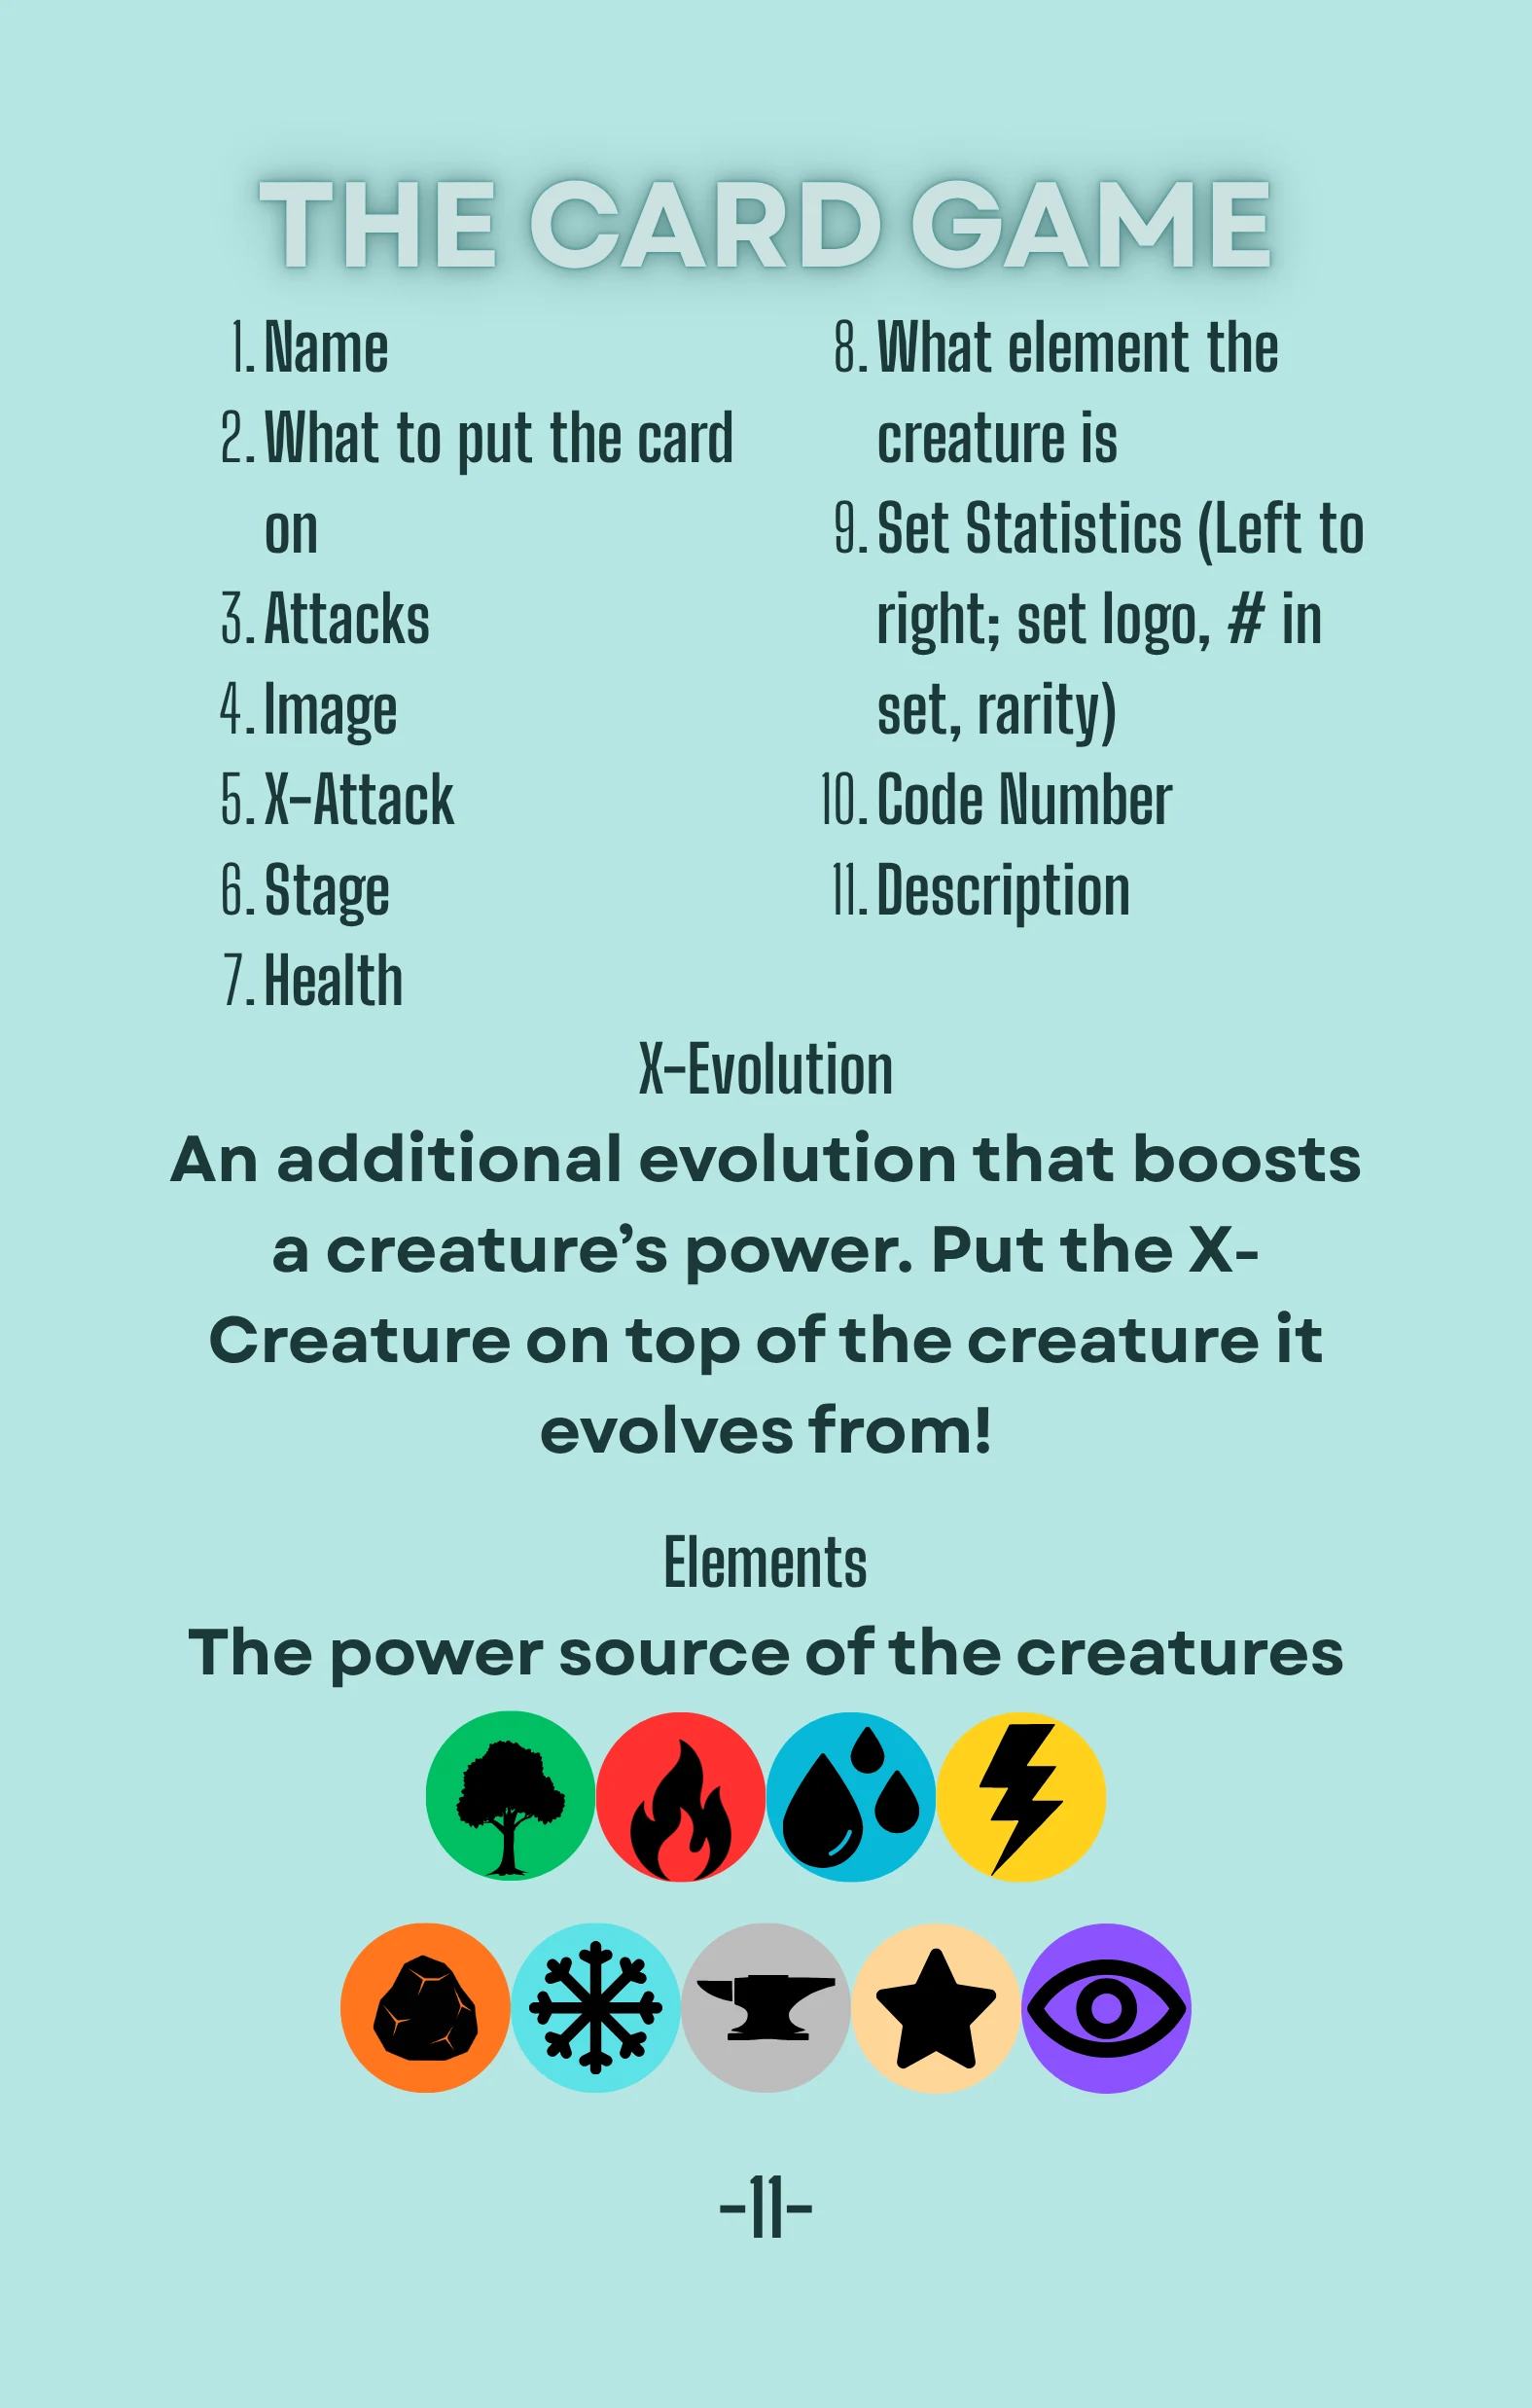 THE CARD GAME
1. Name
2. What to put the card
on
3. Attacks
4. Image
5. X-Attack
6. Stage
7. Health
8. What element the
creature is
9. Set Statistics (Left to
right; set logo, # in
set, rarity)
10. Code Number
11. Description
X-Evolution
An additional evolution that boosts
a creature’s power. Put the X-
Creature on top of the creature it
evolves from!
Elements
The power source of the creatures
-11-